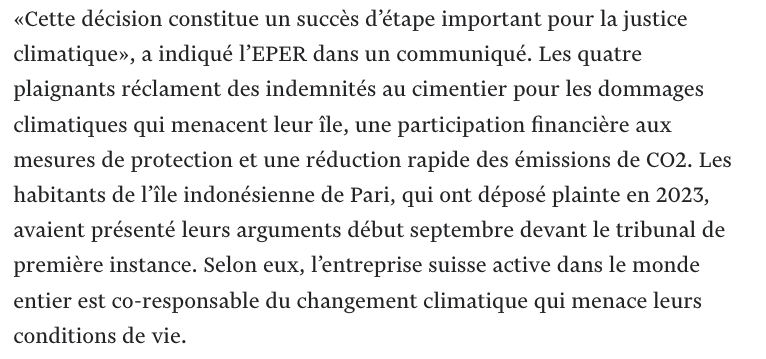 «Cette décision constitue un succès d’étape important pour la justice
climatique», a indiqué l’EPER dans un communiqué. Les quatre
plaignants réclament des indemnités au cimentier pour les dommages
climatiques qui menacent leur île, une participation financière aux
mesures de protection et une réduction rapide des émissions de CO2. Les
habitants de l’île indonésienne de Pari, qui ont déposé plainte en 2023,
avaient présenté leurs arguments début septembre devant le tribunal de
première instance. Selon eux, l’entreprise suisse active dans le monde
entier est co-responsable du changement climatique qui menace leurs
conditions de vie.